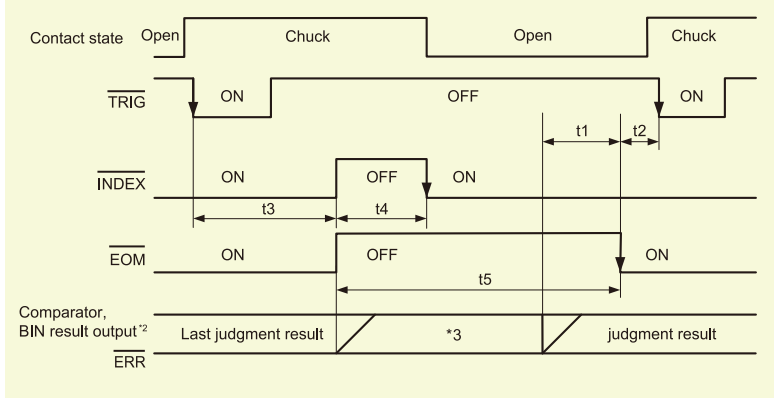 Contact state Open Chuck Open Chuck
TRIG ON OFF ON
t1 t2
INDEX ON OFF ON
t3 t4
EOM ON OFF ON
t5
Comparator,
BIN result output*2 Last judgment result *3 judgment result
ERR